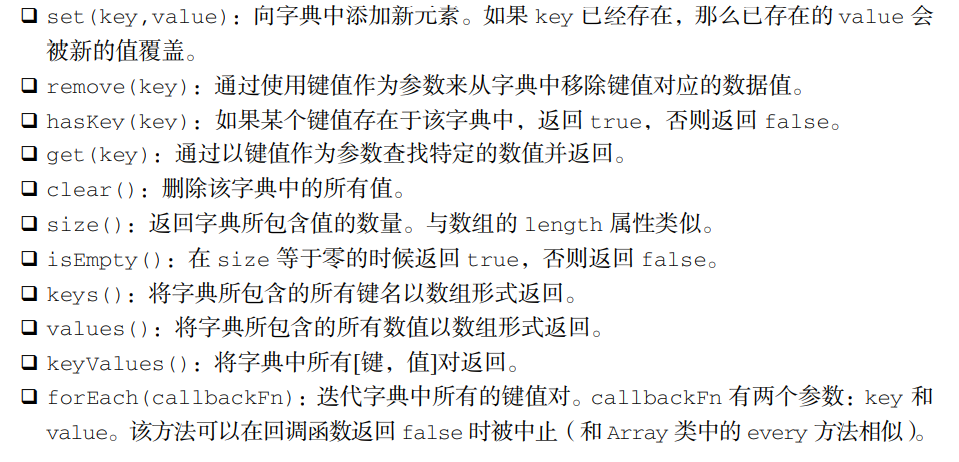 ❑ set(key,value)：向字典中添加新元素。如果 key 已经存在，那么已存在的 value 会
被新的值覆盖。
❑ remove(key)：通过使用键值作为参数来从字典中移除键值对应的数据值。
❑ hasKey(key)：如果某个键值存在于该字典中，返回 true，否则返回 false。
❑ get(key)：通过以键值作为参数查找特定的数值并返回。
❑ clear()：删除该字典中的所有值。
❑ size()：返回字典所包含值的数量。与数组的 length 属性类似。
❑ isEmpty()：在 size 等于零的时候返回 true，否则返回 false。
❑ keys()：将字典所包含的所有键名以数组形式返回。
❑ values()：将字典所包含的所有数值以数组形式返回。
❑ keyValues()：将字典中所有[键，值]对返回。
❑ forEach(callbackFn)：迭代字典中所有的键值对。callbackFn 有两个参数：key 和
value。该方法可以在回调函数返回 false 时被中止（和 Array 类中的 every 方法相似）。